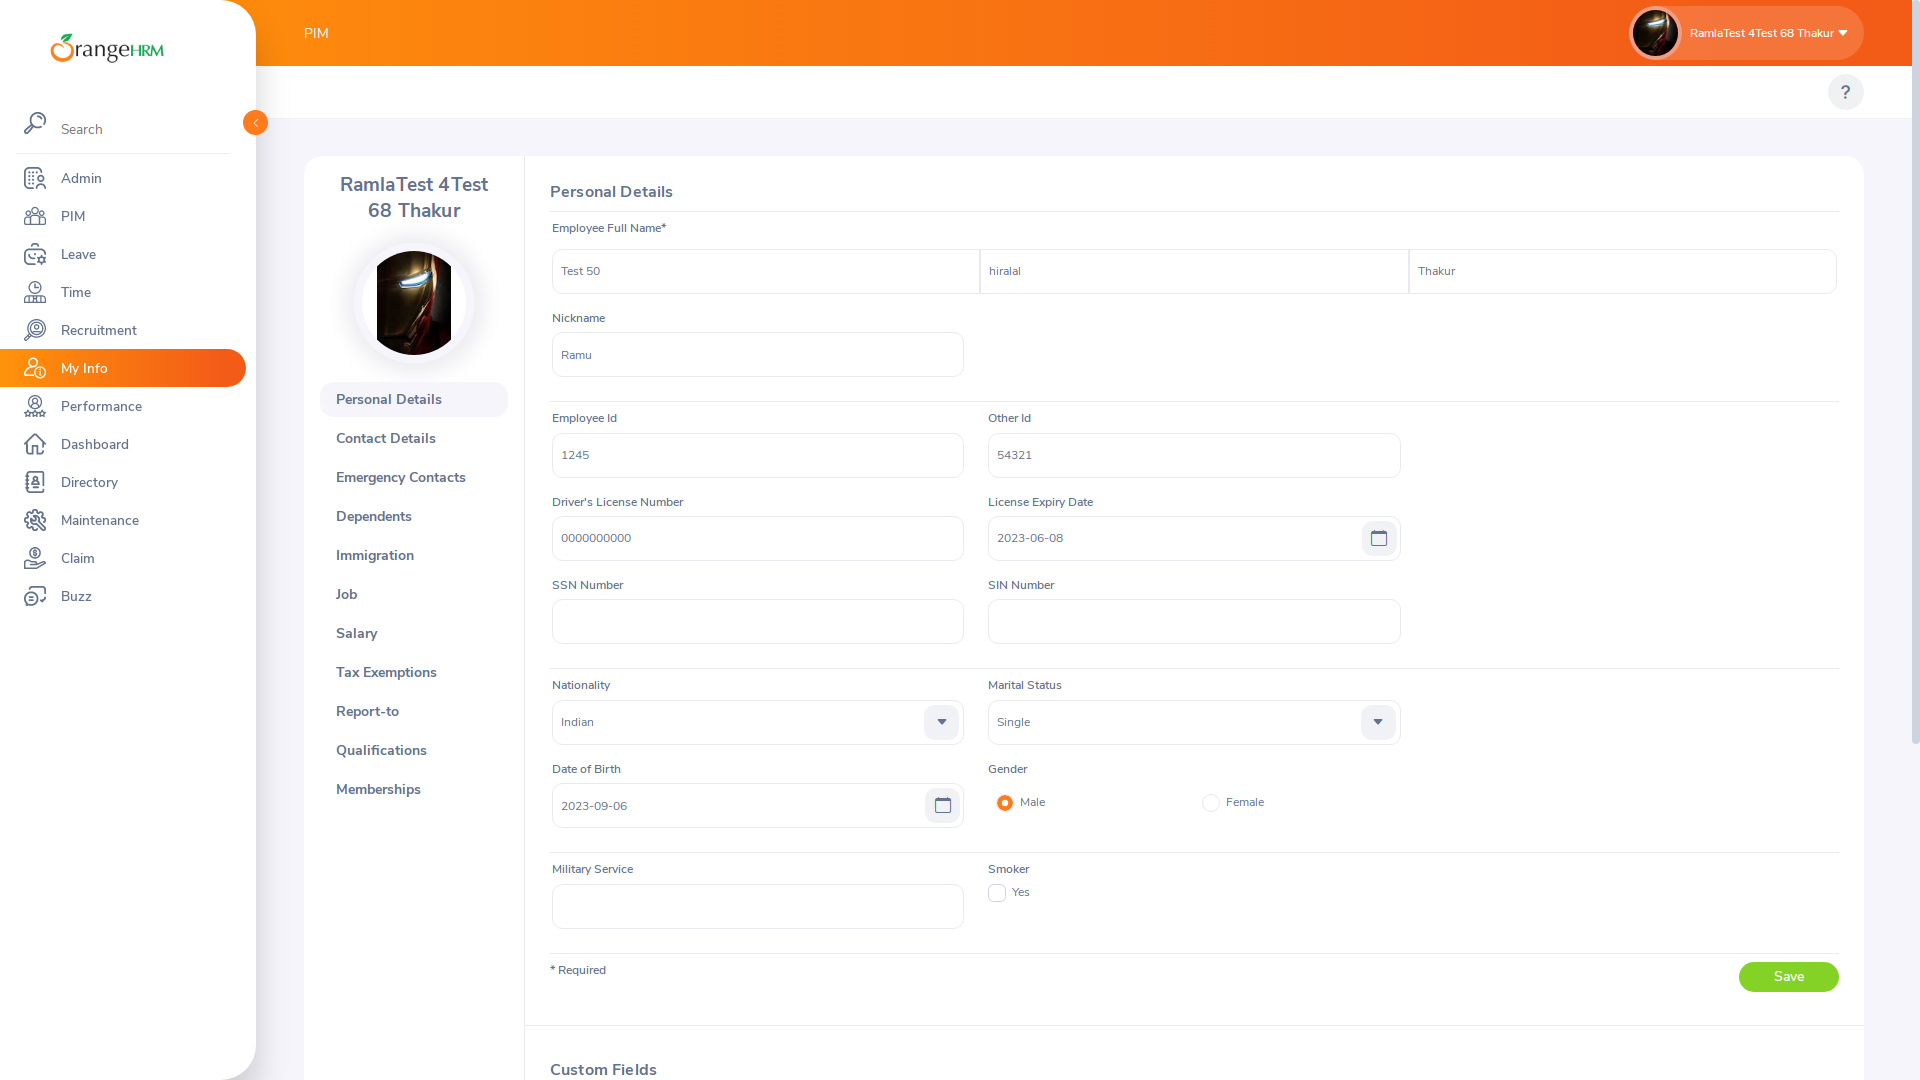 OrangeHRM
PIM
RamlaTest 4Test 68 Thakur
?
Search
Admin
PIM
Leave
Time
Recruitment
My Info
Performance
Dashboard
Directory
Maintenance
Claim
Buzz
RamlaTest 4Test
68 Thakur
Personal Details
Contact Details
Emergency Contacts
Dependents
Immigration
Job
Salary
Tax Exemptions
Report-to
Qualifications
Memberships
Personal Details
Employee Full Name*
Test 50 hiralal Thakur
Nickname
Ramu
Employee Id Other Id
1245 54321
Driver's License Number License Expiry Date
0000000000 2023-06-08
SSN Number SIN Number
Nationality Marital Status
Indian Single
Date of Birth Gender
2023-09-06 Male Female
Military Service Smoker
Yes
* Required Save
Custom Fields